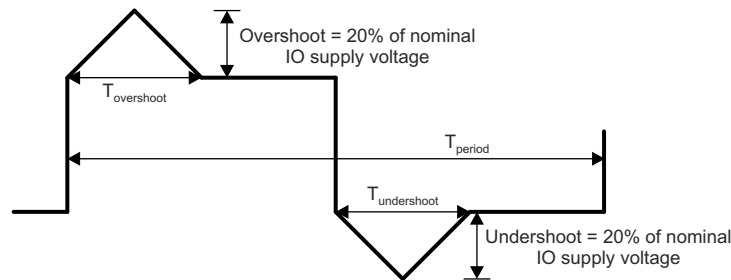 Overshoot = 20% of nominal
IO supply voltage
Tovershoot
Tperiod
Tundershoot
Undershoot = 20% of nominal
IO supply voltage